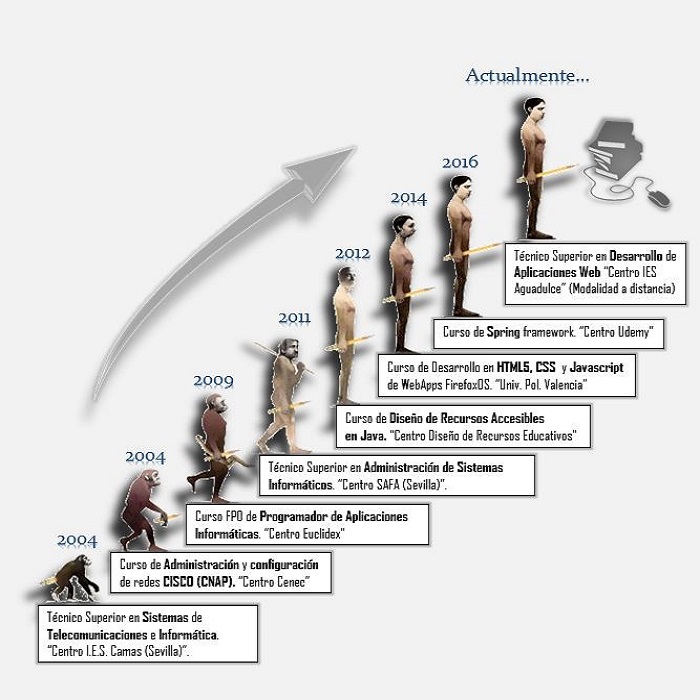 Actualmente...
Técnico Superior en Desarrollo de
Aplicaciones Web “Centro IES
Aguadulce” (Modalidad a distancia)
2016
Curso de Spring framework. “Centro Udemy”
2014
Curso de Desarrollo en HTML5, CSS y Javascript
de WebApps FirefoxOS. “Univ. Pol. Valencia”
2012
Curso de Diseño de Recursos Accesibles
en Java. “Centro Diseño de Recursos Educativos”
2011
Técnico Superior en Administración de Sistemas
Informáticos. “Centro SAFA (Sevilla)”.
2009
Curso FPO de Programador de Aplicaciones
Informáticas. “Centro Euclidex”
2004
Curso de Administración y configuración
de redes CISCO (CNAP). “Centro Cenec”
2004
Técnico Superior en Sistemas de
Telecomunicaciones e Informática.
“Centro I.E.S. Camas (Sevilla)”.